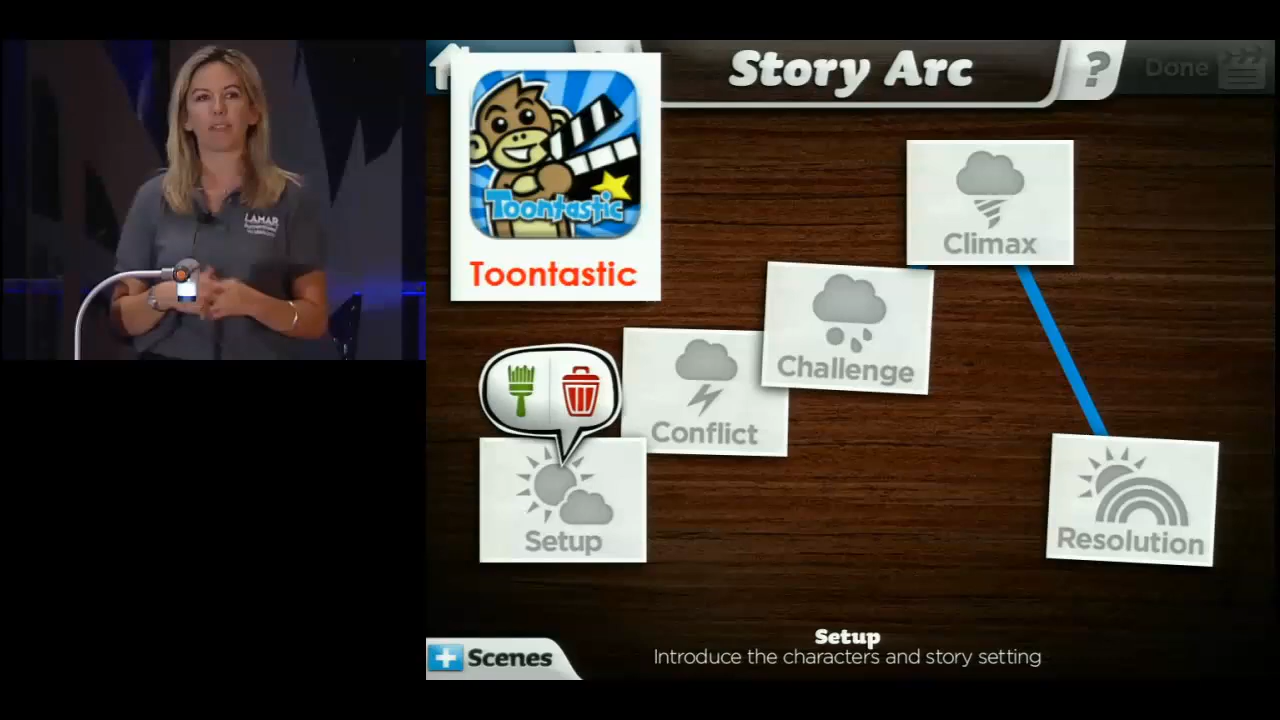 LAMAR
Story Arc
?
Done
Toontastic
Toontastic
Climax
Challenge
Conflict
Setup
Resolution
Setup
Introduce the characters and story setting
Scenes